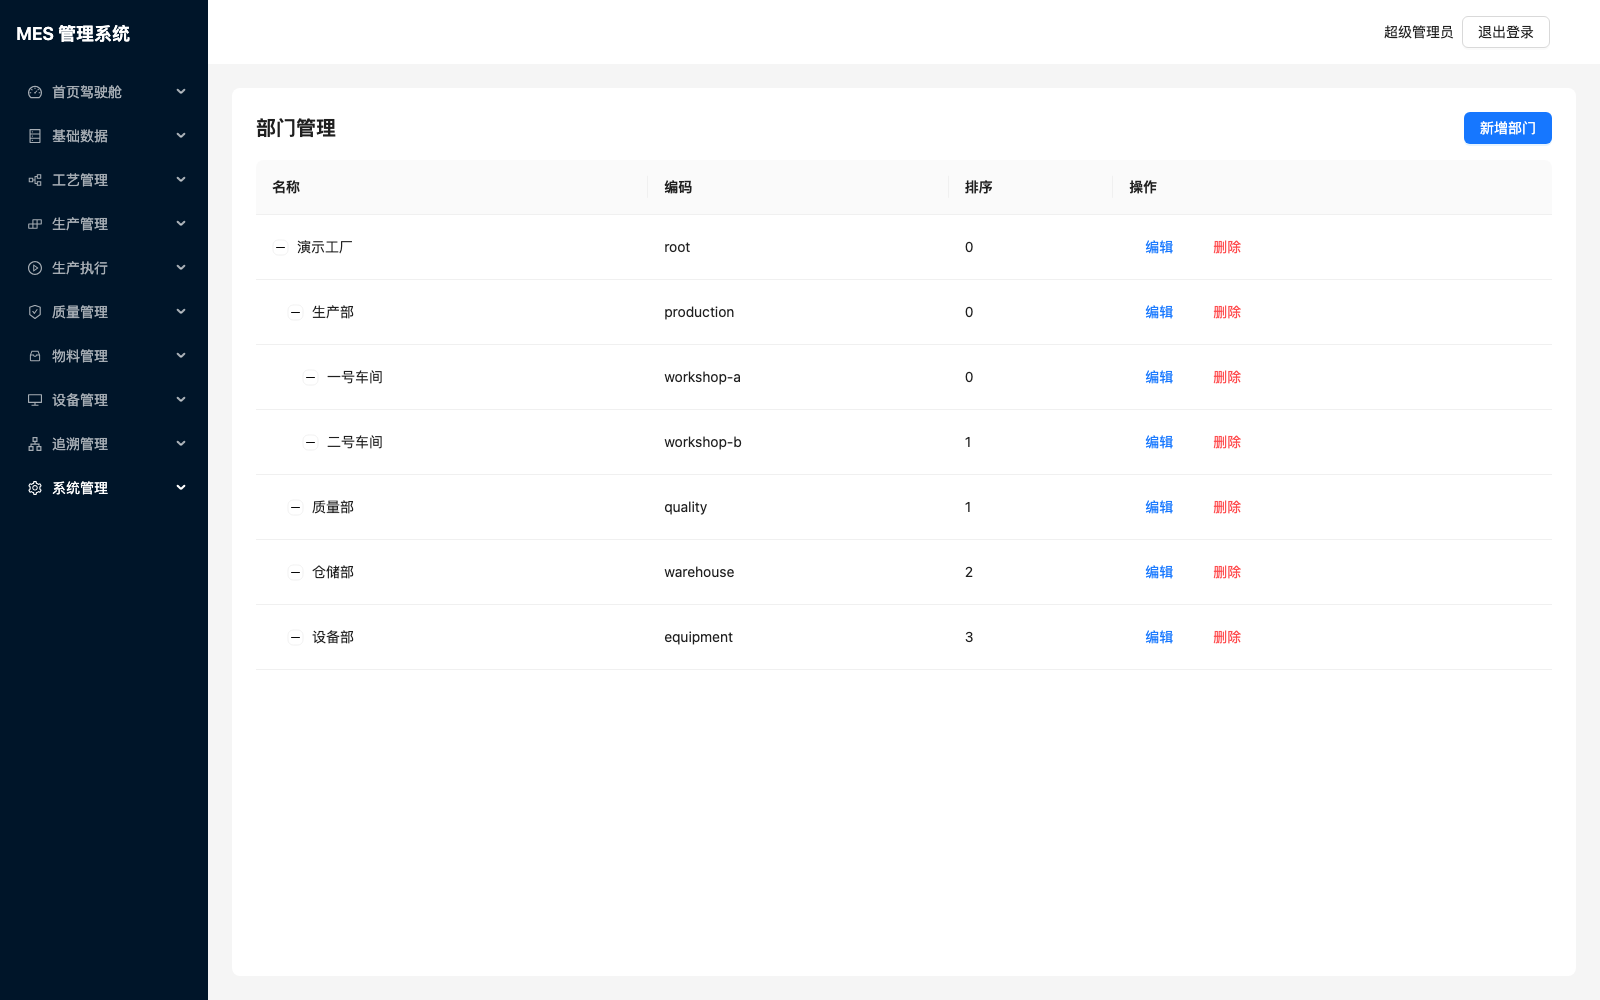 MES 管理系统
超级管理员 退出登录
首页驾驶舱
基础数据
工艺管理
生产管理
生产执行
质量管理
物料管理
设备管理
追溯管理
系统管理
部门管理 新增部门
名称 编码 排序 操作
演示工厂 root 0 编辑 删除
生产部 production 0 编辑 删除
一号车间 workshop-a 0 编辑 删除
二号车间 workshop-b 1 编辑 删除
质量部 quality 1 编辑 删除
仓储部 warehouse 2 编辑 删除
设备部 equipment 3 编辑 删除